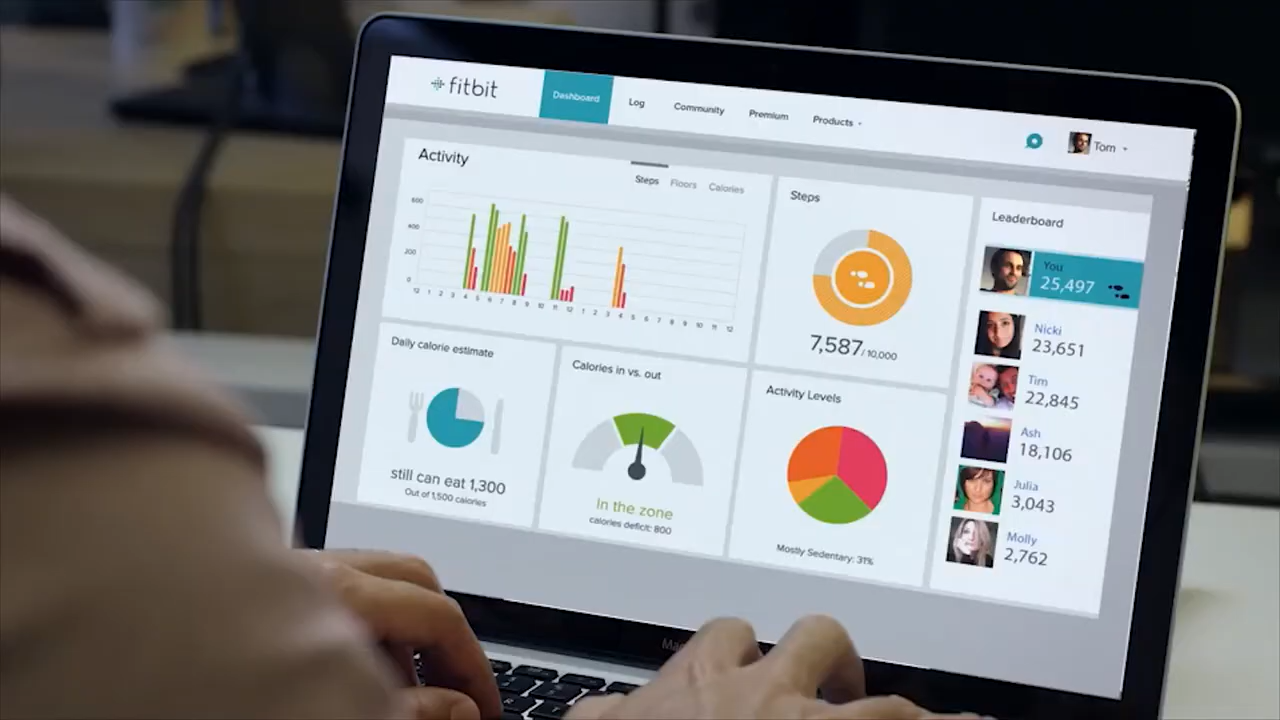 fitbit
Dashboard
Log
Community
Premium
Products
Tom
Activity
Steps
Floors
Calories
600
400
200
0
12 1 2 3 4 5 6 7 8 9 10 11 12 1 2 3 4 5 6 7 8 9 10 11 12
Steps
7,587 / 10,000
Leaderboard
You
25,497
Nicki
23,651
Tim
22,845
Ash
18,106
Julia
3,043
Molly
2,762
Daily calorie estimate
still can eat 1,300
Out of 1,500 calories
Calories in vs. out
In the zone
calories deficit: 800
Activity Levels
Mostly Sedentary: 31%